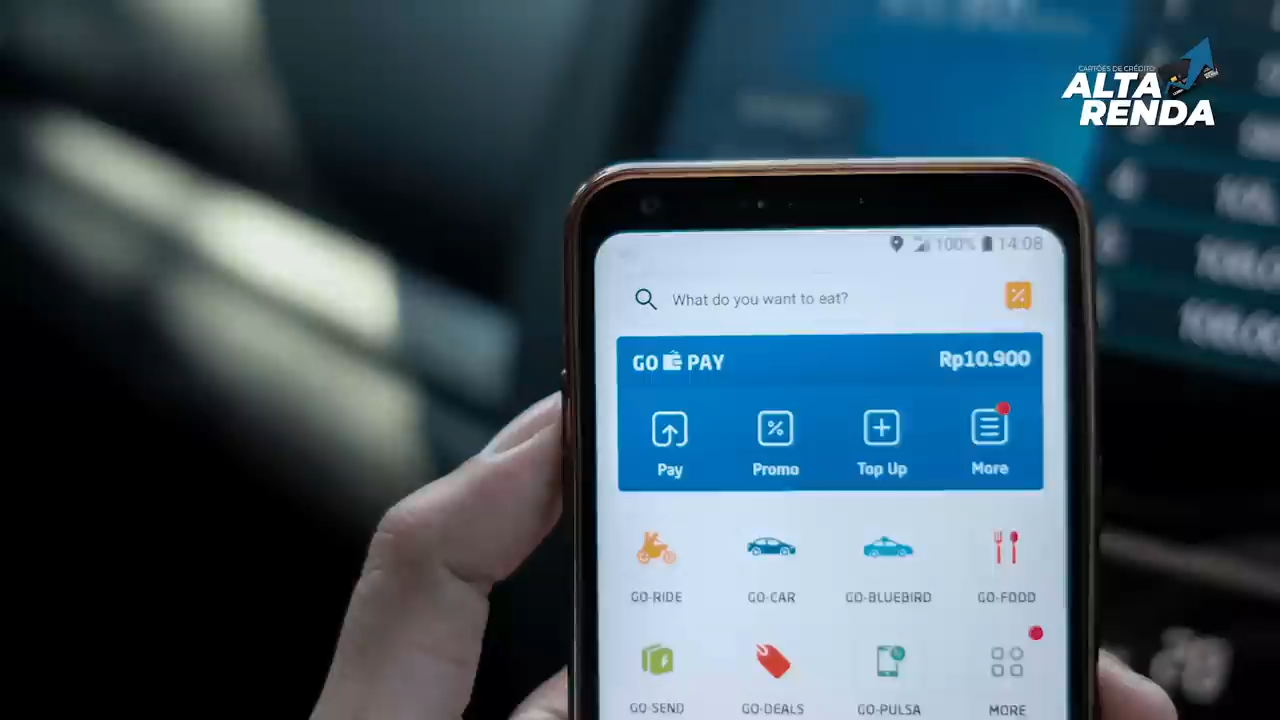 CARTÕES DE CRÉDITO
ALTA
RENDA
100% 14:08
What do you want to eat?
GO PAY Rp10.900
Pay Promo Top Up More
GO-RIDE GO-CAR GO-BLUEBIRD GO-FOOD
GO-SEND GO-DEALS GO-PULSA MORE